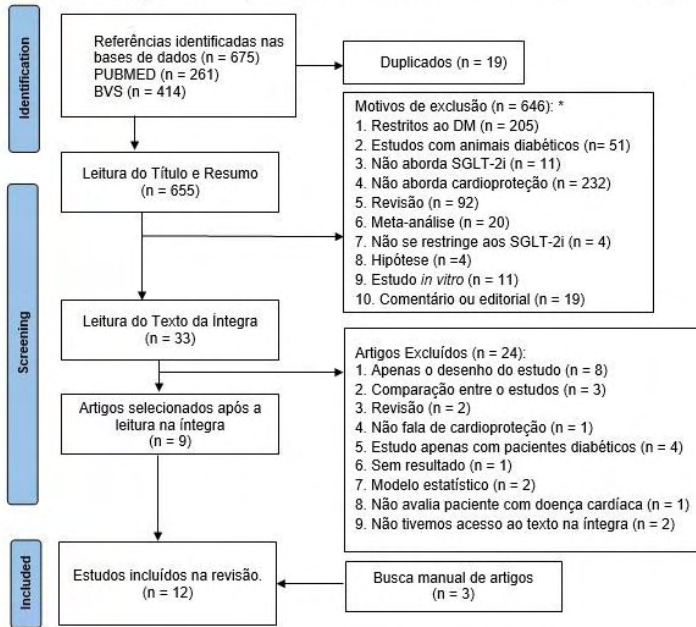 Identification
Referências identificadas nas
bases de dados (n = 675)
PUBMED (n = 261)
BVS (n = 414)
Duplicados (n = 19)
Motivos de exclusão (n = 646): *
1. Restritos ao DM (n = 205)
2. Estudos com animais diabéticos (n= 51)
3. Não aborda SGLT-2i (n = 11)
4. Não aborda cardioproteção (n = 232)
5. Revisão (n = 92)
6. Meta-análise (n = 20)
7. Não se restringe aos SGLT-2i (n = 4)
8. Hipótese (n =4)
9. Estudo in vitro (n = 11)
10. Comentário ou editorial (n = 19)
Screening
Leitura do Título e Resumo
(n = 655)
Leitura do Texto da Íntegra
(n = 33)
Artigos Excluídos (n = 24):
1. Apenas o desenho do estudo (n = 8)
2. Comparação entre o estudos (n = 3)
3. Revisão (n = 2)
4. Não fala de cardioproteção (n = 1)
5. Estudo apenas com pacientes diabéticos (n = 4)
6. Sem resultado (n = 1)
7. Modelo estatístico (n = 2)
8. Não avalia paciente com doença cardíaca (n = 1)
9. Não tivemos acesso ao texto na íntegra (n = 2)
Artigos selecionados após a
leitura na íntegra
(n = 9)
Included
Estudos incluídos na revisão.
(n = 12)
Busca manual de artigos
(n = 3)